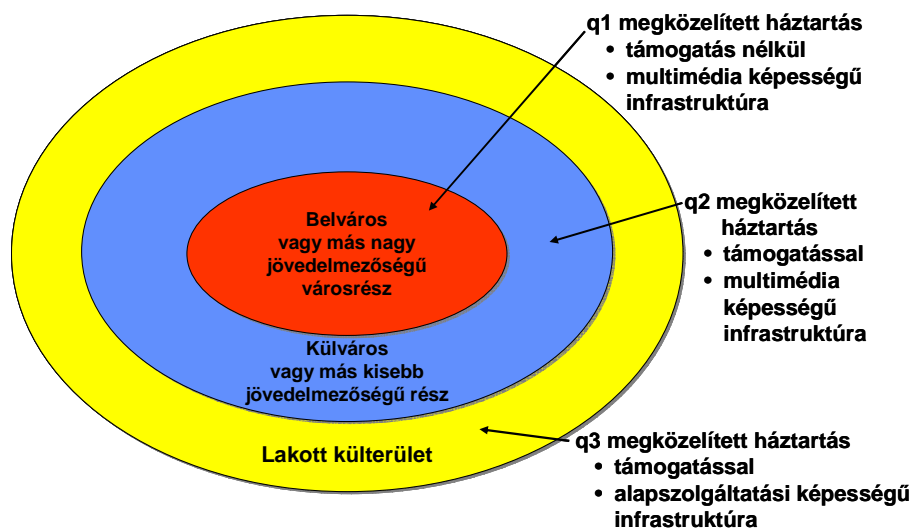 q1 megközelített háztartás
• támogatás nélkül
• multimédia képességű
infrastruktúra
Belváros
vagy más nagy
jövedelmezőségű
városrész
q2 megközelített
háztartás
• támogatással
• multimédia
képességű
infrastruktúra
Külváros
vagy más kisebb
jövedelmezőségű rész
Lakott külterület
q3 megközelített háztartás
• támogatással
• alapszolgáltatási képességű
infrastruktúra